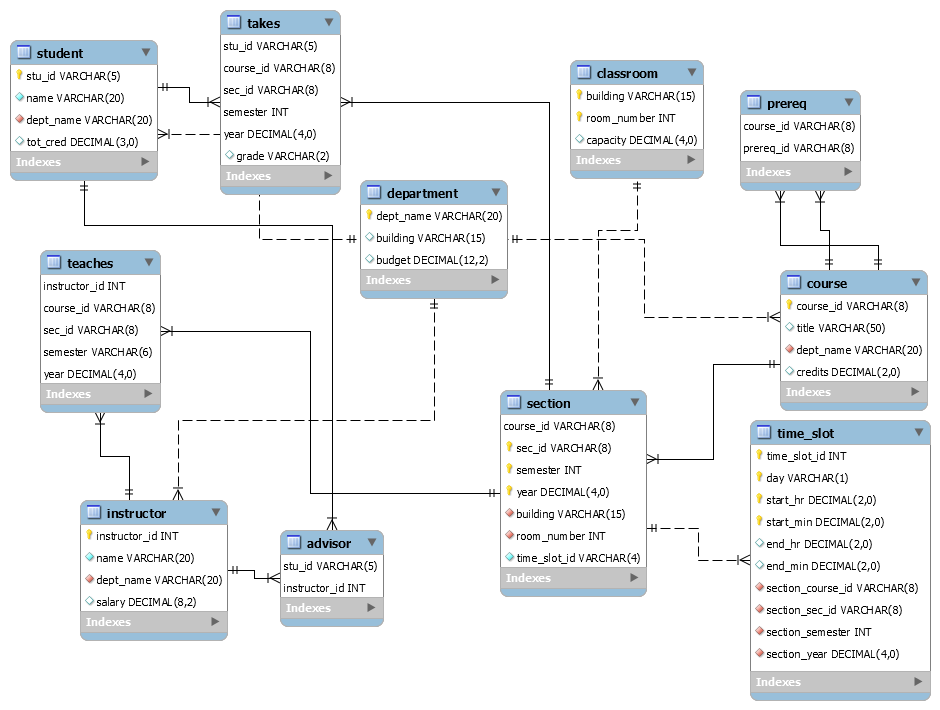 student
stu_id VARCHAR(5)
name VARCHAR(20)
dept_name VARCHAR(20)
tot_cred DECIMAL(3,0)
Indexes
takes
stu_id VARCHAR(5)
course_id VARCHAR(8)
sec_id VARCHAR(8)
semester INT
year DECIMAL(4,0)
grade VARCHAR(2)
Indexes
classroom
building VARCHAR(15)
room_number INT
capacity DECIMAL(4,0)
Indexes
prereq
course_id VARCHAR(8)
prereq_id VARCHAR(8)
Indexes
department
dept_name VARCHAR(20)
building VARCHAR(15)
budget DECIMAL(12,2)
Indexes
teaches
instructor_id INT
course_id VARCHAR(8)
sec_id VARCHAR(8)
semester VARCHAR(6)
year DECIMAL(4,0)
Indexes
course
course_id VARCHAR(8)
title VARCHAR(50)
dept_name VARCHAR(20)
credits DECIMAL(2,0)
Indexes
section
course_id VARCHAR(8)
sec_id VARCHAR(8)
semester INT
year DECIMAL(4,0)
building VARCHAR(15)
room_number INT
time_slot_id VARCHAR(4)
Indexes
time_slot
time_slot_id INT
day VARCHAR(1)
start_hr DECIMAL(2,0)
start_min DECIMAL(2,0)
end_hr DECIMAL(2,0)
end_min DECIMAL(2,0)
section_course_id VARCHAR(8)
section_sec_id VARCHAR(8)
section_semester INT
section_year DECIMAL(4,0)
Indexes
instructor
instructor_id INT
name VARCHAR(20)
dept_name VARCHAR(20)
salary DECIMAL(8,2)
Indexes
advisor
stu_id VARCHAR(5)
instructor_id INT
Indexes